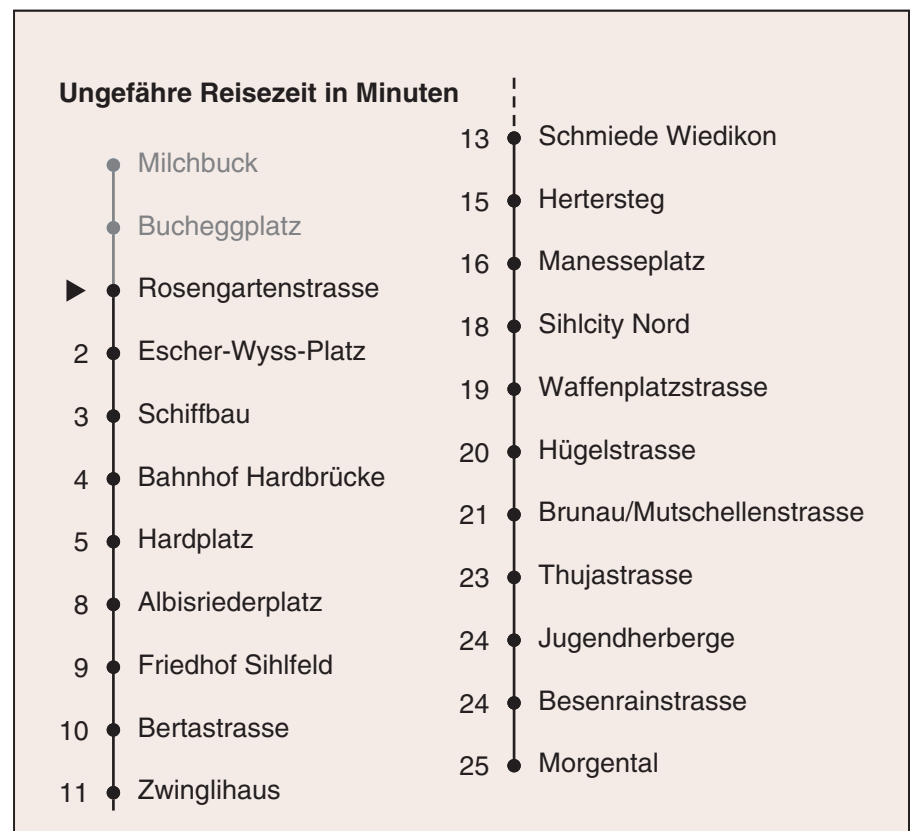 Ungefähre Reisezeit in Minuten
Milchbuck
Bucheggplatz
Rosengartenstrasse
2 Escher-Wyss-Platz
3 Schiffbau
4 Bahnhof Hardbrücke
5 Hardplatz
8 Albisriederplatz
9 Friedhof Sihlfeld
10 Bertastrasse
11 Zwinglihaus
13 Schmiede Wiedikon
15 Hertersteg
16 Manesseplatz
18 Sihlcity Nord
19 Waffenplatzstrasse
20 Hügelstrasse
21 Brunau/Mutschellenstrasse
23 Thujastrasse
24 Jugendherberge
24 Besenrainstrasse
25 Morgental